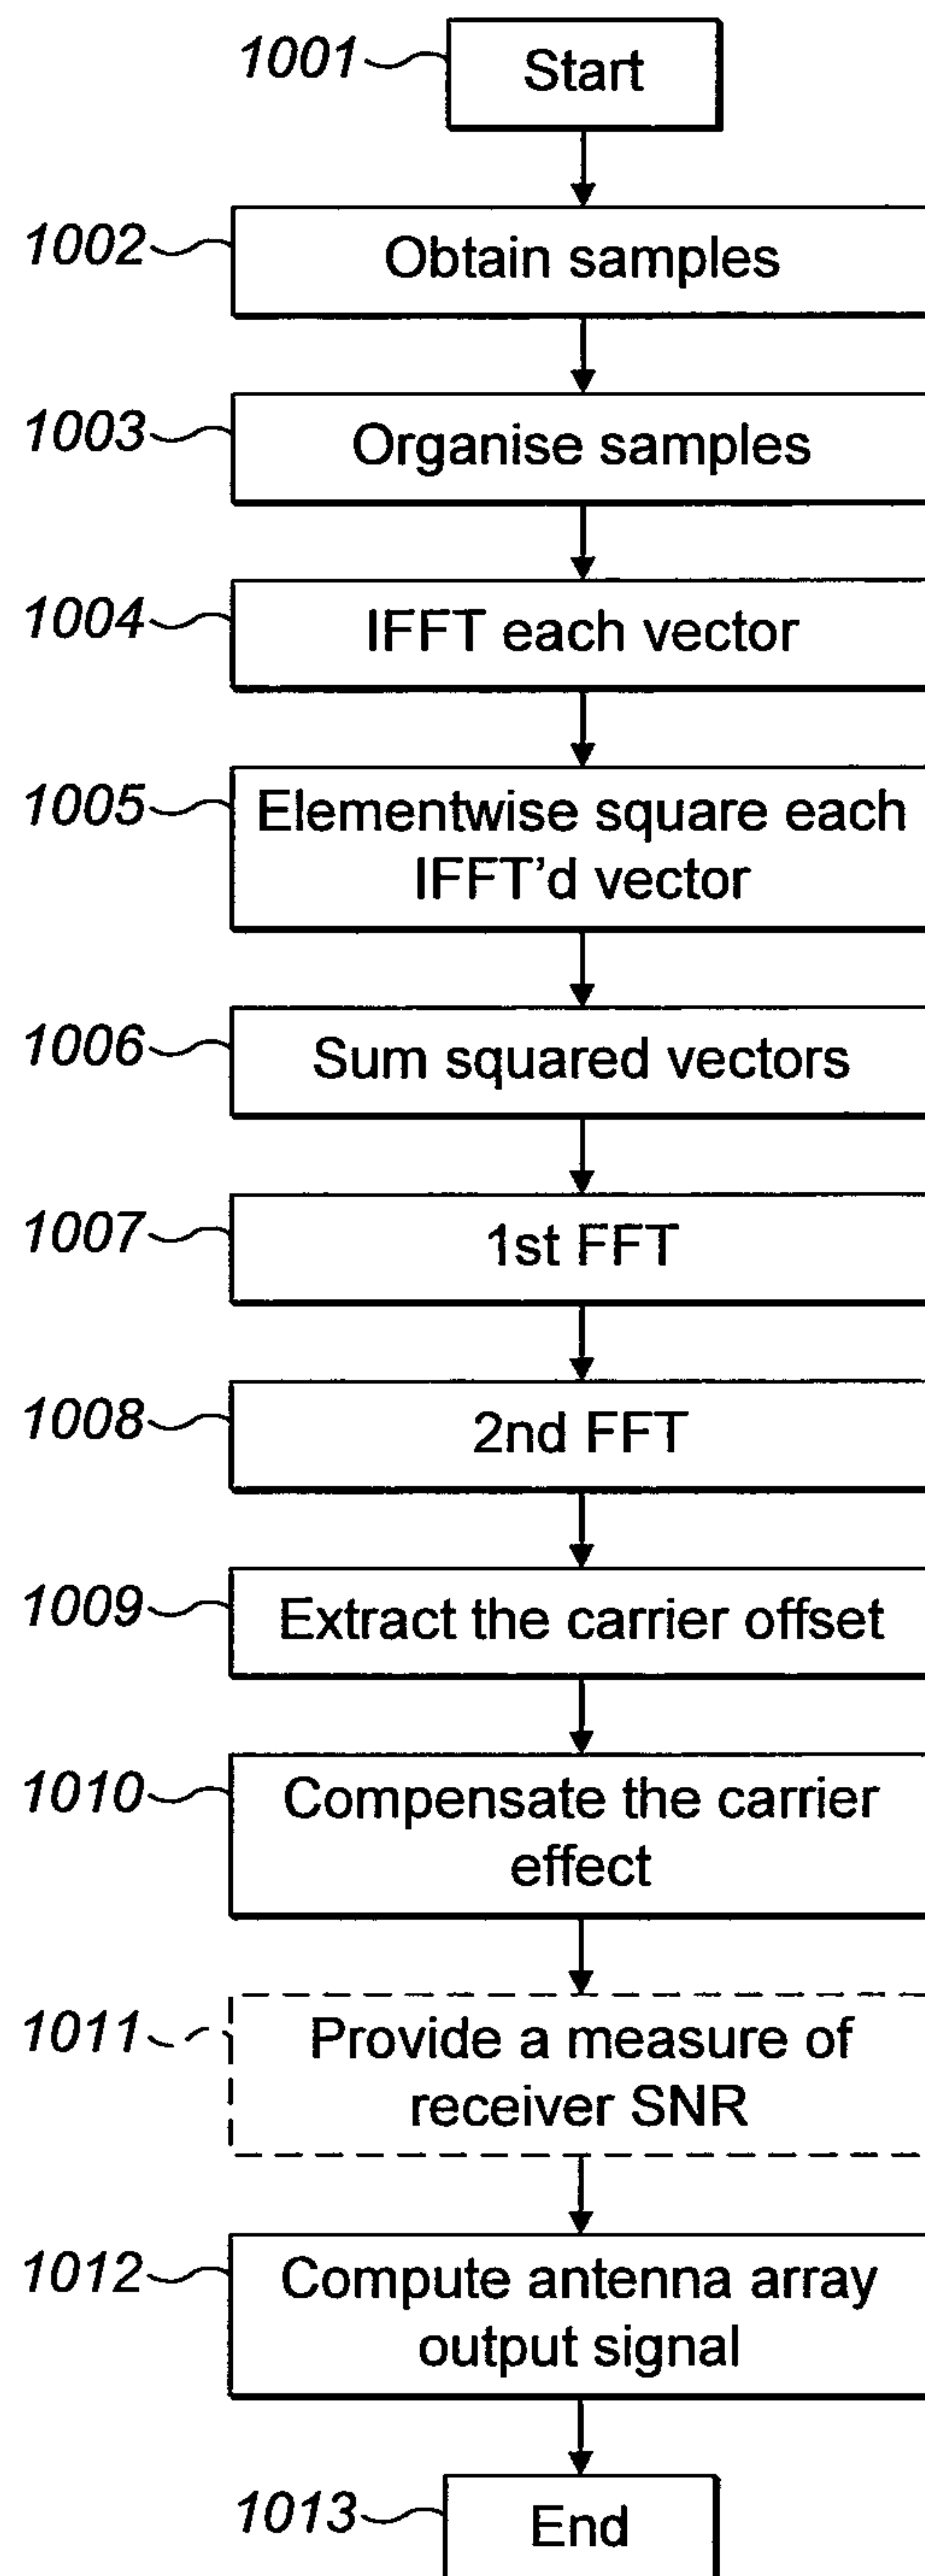 1001 Start
1002 Obtain samples
1003 Organise samples
1004 IFFT each vector
1005 Elementwise square each
IFFT'd vector
1006 Sum squared vectors
1007 1st FFT
1008 2nd FFT
1009 Extract the carrier offset
1010 Compensate the carrier
effect
1011 Provide a measure of
receiver SNR
1012 Compute antenna array
output signal
1013 End